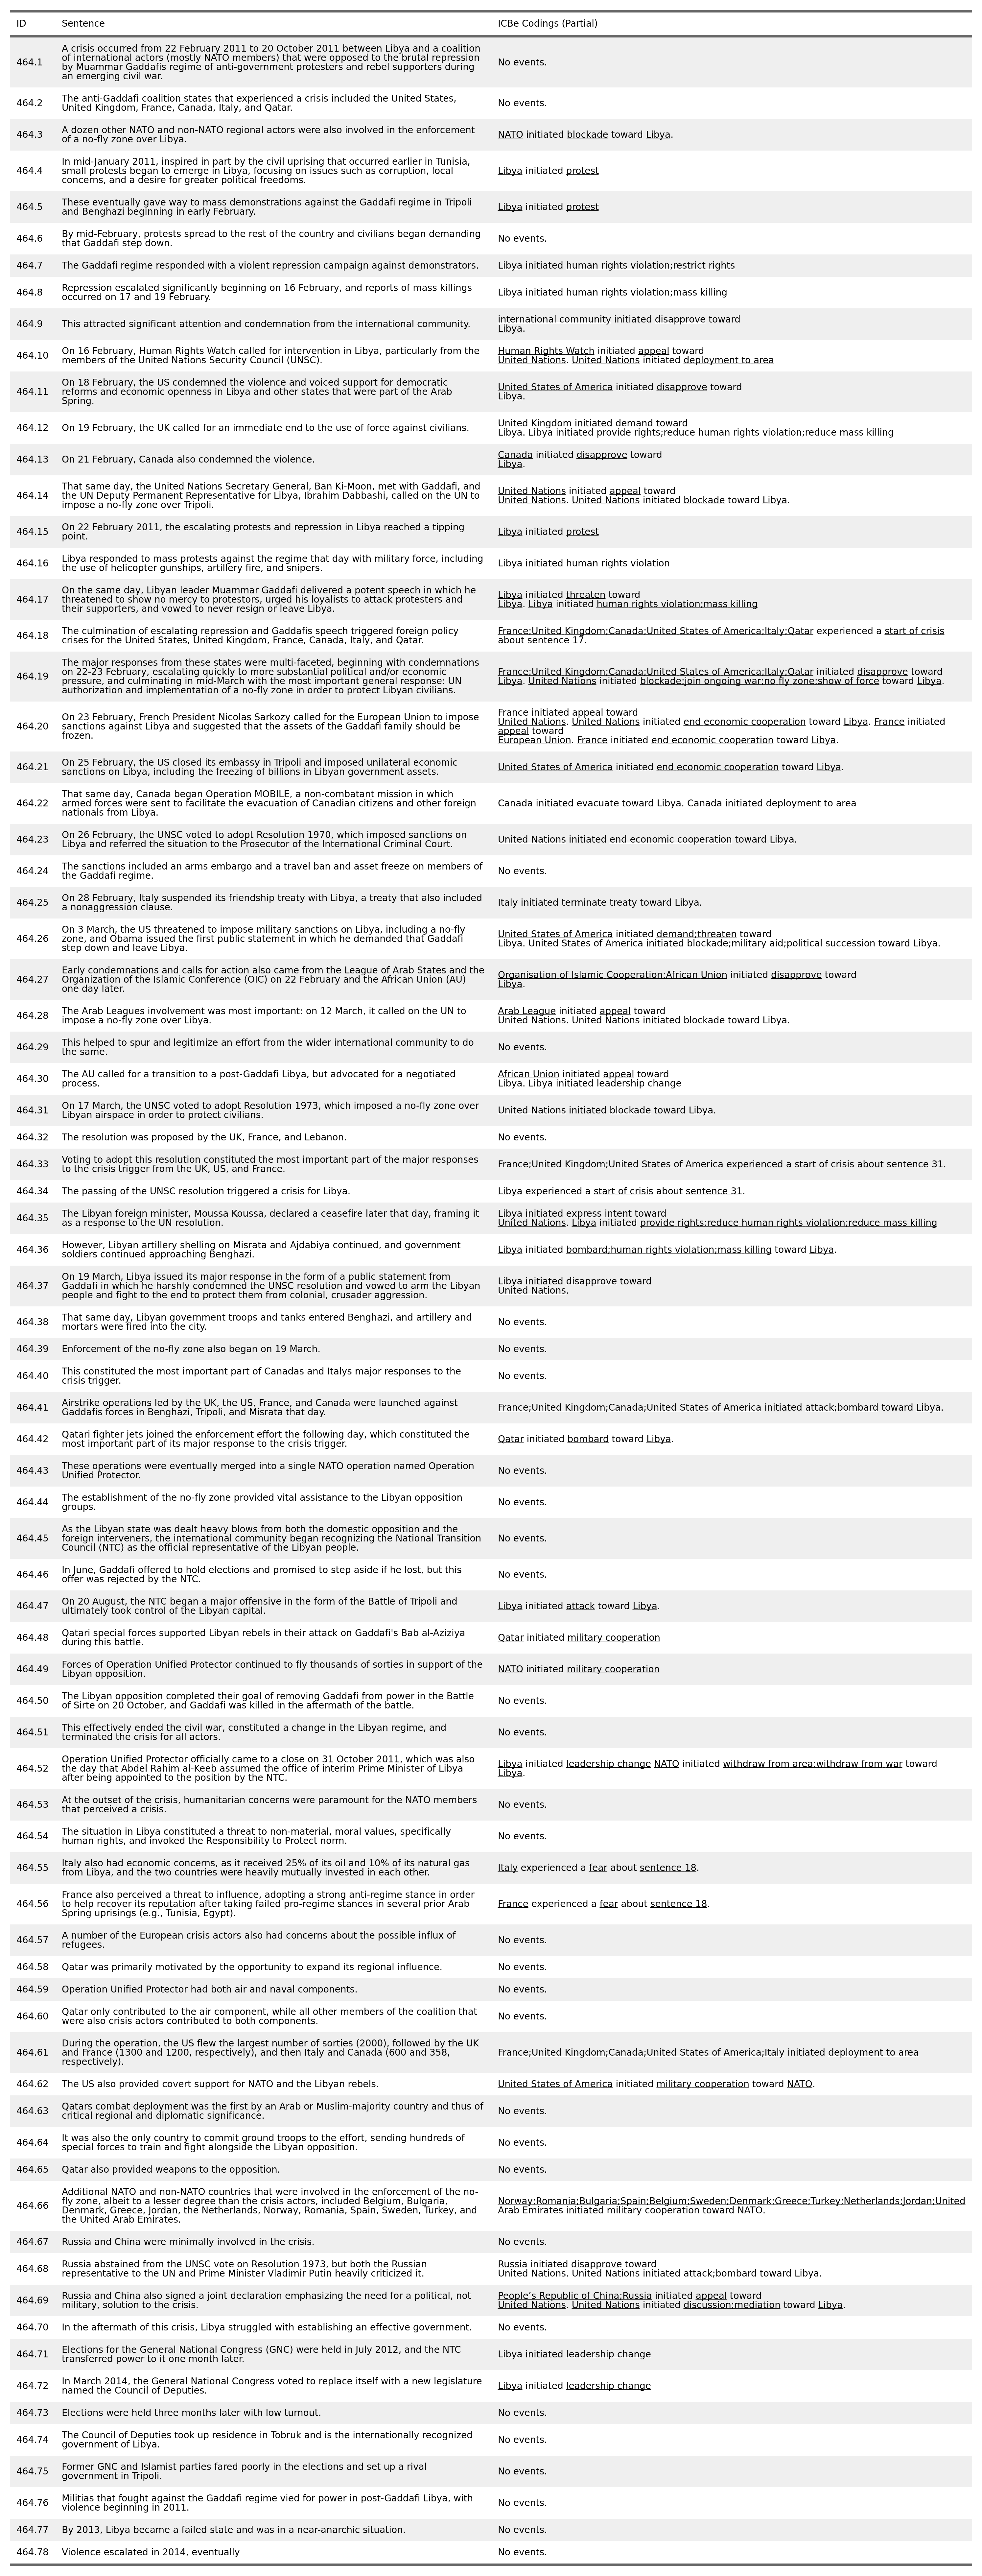 ID Sentence ICBe Codings (Partial)
464.1 A crisis occurred from 22 February 2011 to 20 October 2011 between Libya and a coalition
of international actors (mostly NATO members) that were opposed to the brutal repression
by Muammar Gaddafis regime of anti-government protesters and rebel supporters during
an emerging civil war.
No events.
464.2 The anti-Gaddafi coalition states that experienced a crisis included the United States,
United Kingdom, France, Canada, Italy, and Qatar.
No events.
464.3 A dozen other NATO and non-NATO regional actors were also involved in the enforcement
of a no-fly zone over Libya.
NATO initiated blockade toward Libya.
464.4 In mid-January 2011, inspired in part by the civil uprising that occurred earlier in Tunisia,
small protests began to emerge in Libya, focusing on issues such as corruption, local
concerns, and a desire for greater political freedoms.
Libya initiated protest
464.5 These eventually gave way to mass demonstrations against the Gaddafi regime in Tripoli
and Benghazi beginning in early February.
Libya initiated protest
464.6 By mid-February, protests spread to the rest of the country and civilians began demanding
that Gaddafi step down.
No events.
464.7 The Gaddafi regime responded with a violent repression campaign against demonstrators.
Libya initiated human rights violation;restrict rights
464.8 Repression escalated significantly beginning on 16 February, and reports of mass killings
occurred on 17 and 19 February.
Libya initiated human rights violation;mass killing
464.9 This attracted significant attention and condemnation from the international community.
international community initiated disapprove toward
Libya.
464.10 On 16 February, Human Rights Watch called for intervention in Libya, particularly from the
members of the United Nations Security Council (UNSC).
Human Rights Watch initiated appeal toward
United Nations. United Nations initiated deployment to area
464.11 On 18 February, the US condemned the violence and voiced support for democratic
reforms and economic openness in Libya and other states that were part of the Arab
Spring.
United States of America initiated disapprove toward
Libya.
464.12 On 19 February, the UK called for an immediate end to the use of force against civilians.
United Kingdom initiated demand toward
Libya. Libya initiated provide rights;reduce human rights violation;reduce mass killing
464.13 On 21 February, Canada also condemned the violence.
Canada initiated disapprove toward
Libya.
464.14 That same day, the United Nations Secretary General, Ban Ki-Moon, met with Gaddafi, and
the UN Deputy Permanent Representative for Libya, Ibrahim Dabbashi, called on the UN to
impose a no-fly zone over Tripoli.
United Nations initiated appeal toward
United Nations. United Nations initiated blockade toward Libya.
464.15 On 22 February 2011, the escalating protests and repression in Libya reached a tipping
point.
Libya initiated protest
464.16 Libya responded to mass protests against the regime that day with military force, including
the use of helicopter gunships, artillery fire, and snipers.
Libya initiated human rights violation
464.17 On the same day, Libyan leader Muammar Gaddafi delivered a potent speech in which he
threatened to show no mercy to protesters, urged his loyalists to attack protesters and
their supporters, and vowed to never resign or leave Libya.
Libya initiated threaten toward
Libya. Libya initiated human rights violation;mass killing
464.18 The culmination of escalating repression and Gaddafis speech triggered foreign policy
crises for the United States, United Kingdom, France, Canada, Italy, and Qatar.
France;United Kingdom;Canada;United States of America;Italy;Qatar experienced a start of crisis
about sentence 17.
464.19 The major responses from these states were multi-faceted, beginning with condemnations
on 22-23 February, escalating quickly to more substantial political and/or economic
pressure, and culminating in mid-March with the most important general response: UN
authorization and implementation of a no-fly zone in order to protect Libyan civilians.
France;United Kingdom;Canada;United States of America;Italy;Qatar initiated disapprove toward
Libya. United Nations initiated blockade;join ongoing war;no fly zone;show of force toward Libya.
464.20 On 23 February, French President Nicolas Sarkozy called for the European Union to impose
sanctions against Libya and suggested that the assets of the Gaddafi family should be
frozen.
France initiated appeal toward
United Nations. United Nations initiated end economic cooperation toward Libya. France initiated
appeal toward
European Union. France initiated end economic cooperation toward Libya.
464.21 On 25 February, the US closed its embassy in Tripoli and imposed unilateral economic
sanctions on Libya, including the freezing of billions in Libyan government assets.
United States of America initiated end economic cooperation toward Libya.
464.22 That same day, Canada began Operation MOBILE, a non-combatant mission in which
armed forces were sent to facilitate the evacuation of Canadian citizens and other foreign
nationals from Libya.
Canada initiated evacuate toward Libya. Canada initiated deployment to area
464.23 On 26 February, the UNSC voted to adopt Resolution 1970, which imposed sanctions on
Libya and referred the situation to the Prosecutor of the International Criminal Court.
United Nations initiated end economic cooperation toward Libya.
464.24 The sanctions included an arms embargo and a travel ban and asset freeze on members of
the Gaddafi regime.
No events.
464.25 On 28 February, Italy suspended its friendship treaty with Libya, a treaty that also included
a nonaggression clause.
Italy initiated terminate treaty toward Libya.
464.26 On 3 March, the US threatened to impose military sanctions on Libya, including a no-fly
zone, and Obama issued the first public statement in which he demanded that Gaddafi
step down and leave Libya.
United States of America initiated demand;threaten toward
Libya. United States of America initiated blockade;military aid;political succession toward Libya.
464.27 Early condemnations and calls for action also came from the League of Arab States and the
Organization of the Islamic Conference (OIC) on 22 February and the African Union (AU)
one day later.
Organisation of Islamic Cooperation;African Union initiated disapprove toward
Libya.
464.28 The Arab Leagues involvement was most important: on 12 March, it called on the UN to
impose a no-fly zone over Libya.
Arab League initiated appeal toward
United Nations. United Nations initiated blockade toward Libya.
464.29 This helped to spur and legitimize an effort from the wider international community to do
the same.
No events.
464.30 The AU called for a transition to a post-Gaddafi Libya, but advocated for a negotiated
process.
African Union initiated appeal toward
Libya. Libya initiated leadership change
464.31 On 17 March, the UNSC voted to adopt Resolution 1973, which imposed a no-fly zone over
Libyan airspace in order to protect civilians.
United Nations initiated blockade toward Libya.
464.32 The resolution was proposed by the UK, France, and Lebanon.
No events.
464.33 Voting to adopt this resolution constituted the most important part of the major responses
to the crisis trigger from the UK, US, and France.
France;United Kingdom;United States of America experienced a start of crisis about sentence 31.
464.34 The passing of the UNSC resolution triggered a crisis for Libya.
Libya experienced a start of crisis about sentence 31.
464.35 The Libyan foreign minister, Moussa Koussa, declared a ceasefire later that day, framing it
as a response to the UN resolution.
Libya initiated express intent toward
United Nations. Libya initiated provide rights;reduce human rights violation;reduce mass killing
464.36 However, Libyan artillery shelling on Misrata and Ajdabiya continued, and government
soldiers continued approaching Benghazi.
Libya initiated bombard;human rights violation;mass killing toward Libya.
464.37 On 19 March, Libya issued its major response in the form of a public statement from
Gaddafi in which he harshly condemned the UNSC resolution and vowed to arm the Libyan
people and fight to the end to protect them from colonial, crusader aggression.
Libya initiated disapprove toward
United Nations.
464.38 That same day, Libyan government troops and tanks entered Benghazi, and artillery and
mortars were fired into the city.
No events.
464.39 Enforcement of the no-fly zone also began on 19 March.
No events.
464.40 This constituted the most important part of Canadas and Italys major responses to the
crisis trigger.
No events.
464.41 Airstrike operations led by the UK, the US, France, and Canada were launched against
Gaddafis forces in Benghazi, Tripoli, and Misrata that day.
France;United Kingdom;Canada;United States of America initiated attack;bombard toward Libya.
464.42 Qatari fighter jets joined the enforcement effort the following day, which constituted the
most important part of its major response to the crisis trigger.
Qatar initiated bombard toward Libya.
464.43 These operations were eventually merged into a single NATO operation named Operation
Unified Protector.
No events.
464.44 The establishment of the no-fly zone provided vital assistance to the Libyan opposition
groups.
No events.
464.45 As the Libyan state was dealt heavy blows from both the domestic opposition and the
foreign interveners, the international community began recognizing the National Transition
Council (NTC) as the official representative of the Libyan people.
No events.
464.46 In June, Gaddafi offered to hold elections and promised to step aside if he lost, but this
offer was rejected by the NTC.
No events.
464.47 On 20 August, the NTC began a major offensive in the form of the Battle of Tripoli and
ultimately took control of the Libyan capital.
Libya initiated attack toward Libya.
464.48 Qatari special forces supported Libyan rebels in their attack on Gaddafi's Bab al-Aziziya
during this battle.
Qatar initiated military cooperation
464.49 Forces of Operation Unified Protector continued to fly thousands of sorties in support of the
Libyan opposition.
NATO initiated military cooperation
464.50 The Libyan opposition completed their goal of removing Gaddafi from power in the Battle
of Sirte on 20 October, and Gaddafi was killed in the aftermath of the battle.
No events.
464.51 This effectively ended the civil war, constituted a change in the Libyan regime, and
terminated the crisis for all actors.
No events.
464.52 Operation Unified Protector officially came to a close on 31 October 2011, which was also
the day that Abdel Rahim al-Keeb assumed the office of interim Prime Minister of Libya
after being appointed to the position by the NTC.
Libya initiated leadership change NATO initiated withdraw from area;withdraw from war toward
Libya.
464.53 At the outset of the crisis, humanitarian concerns were paramount for the NATO members
that perceived a crisis.
No events.
464.54 The situation in Libya constituted a threat to non-material, moral values, specifically
human rights, and invoked the Responsibility to Protect norm.
No events.
464.55 Italy also had economic concerns, as it received 25% of its oil and 10% of its natural gas
from Libya, and the two countries were heavily mutually invested in each other.
Italy experienced a fear about sentence 18.
464.56 France also perceived a threat to influence, adopting a strong anti-regime stance in order
to help recover its reputation after taking failed pro-regime stances in several prior Arab
Spring uprisings (e.g., Tunisia, Egypt).
France experienced a fear about sentence 18.
464.57 A number of the European crisis actors also had concerns about the possible influx of
refugees.
No events.
464.58 Qatar was primarily motivated by the opportunity to expand its regional influence.
No events.
464.59 Operation Unified Protector had both air and naval components.
No events.
464.60 Qatar only contributed to the air component, while all other members of the coalition that
were also crisis actors contributed to both components.
No events.
464.61 During the operation, the US flew the largest number of sorties (2000), followed by the UK
and France (1300 and 1200, respectively), and then Italy and Canada (600 and 358,
respectively).
France;United Kingdom;Canada;United States of America;Italy initiated deployment to area
464.62 The US also provided covert support for NATO and the Libyan rebels.
United States of America initiated military cooperation toward NATO.
464.63 Qatars combat deployment was the first by an Arab or Muslim-majority country and thus of
critical regional and diplomatic significance.
No events.
464.64 It was also the only country to commit ground troops to the effort, sending hundreds of
special forces to train and fight alongside the Libyan opposition.
No events.
464.65 Qatar also provided weapons to the opposition.
No events.
464.66 Additional NATO and non-NATO countries that were involved in the enforcement of the no-
fly zone, albeit to a lesser degree than the crisis actors, included Belgium, Bulgaria,
Denmark, Greece, Jordan, the Netherlands, Norway, Romania, Spain, Sweden, Turkey, and
the United Arab Emirates.
Norway;Romania;Bulgaria;Spain;Belgium;Sweden;Denmark;Greece;Turkey;Netherlands;Jordan;United
Arab Emirates initiated military cooperation toward NATO.
464.67 Russia and China were minimally involved in the crisis.
No events.
464.68 Russia abstained from the UNSC vote on Resolution 1973, but both the Russian
representative to the UN and Prime Minister Vladimir Putin heavily criticized it.
Russia initiated disapprove toward
United Nations. United Nations initiated attack;bombard toward Libya.
464.69 Russia and China also signed a joint declaration emphasizing the need for a political, not
military, solution to the crisis.
People's Republic of China;Russia initiated appeal toward
United Nations. United Nations initiated discussion;mediation toward Libya.
464.70 In the aftermath of this crisis, Libya struggled with establishing an effective government.
No events.
464.71 Elections for the General National Congress (GNC) were held in July 2012, and the NTC
transferred power to it one month later.
Libya initiated leadership change
464.72 In March 2014, the General National Congress voted to replace itself with a new legislature
named the Council of Deputies.
Libya initiated leadership change
464.73 Elections were held three months later with low turnout.
No events.
464.74 The Council of Deputies took up residence in Tobruk and is the internationally recognized
government of Libya.
No events.
464.75 Former GNC and Islamist parties fared poorly in the elections and set up a rival
government in Tripoli.
No events.
464.76 Militias that fought against the Gaddafi regime vied for power in post-Gaddafi Libya, with
violence beginning in 2011.
No events.
464.77 By 2013, Libya became a failed state and was in a near-anarchic situation.
No events.
464.78 Violence escalated in 2014, eventually
No events.